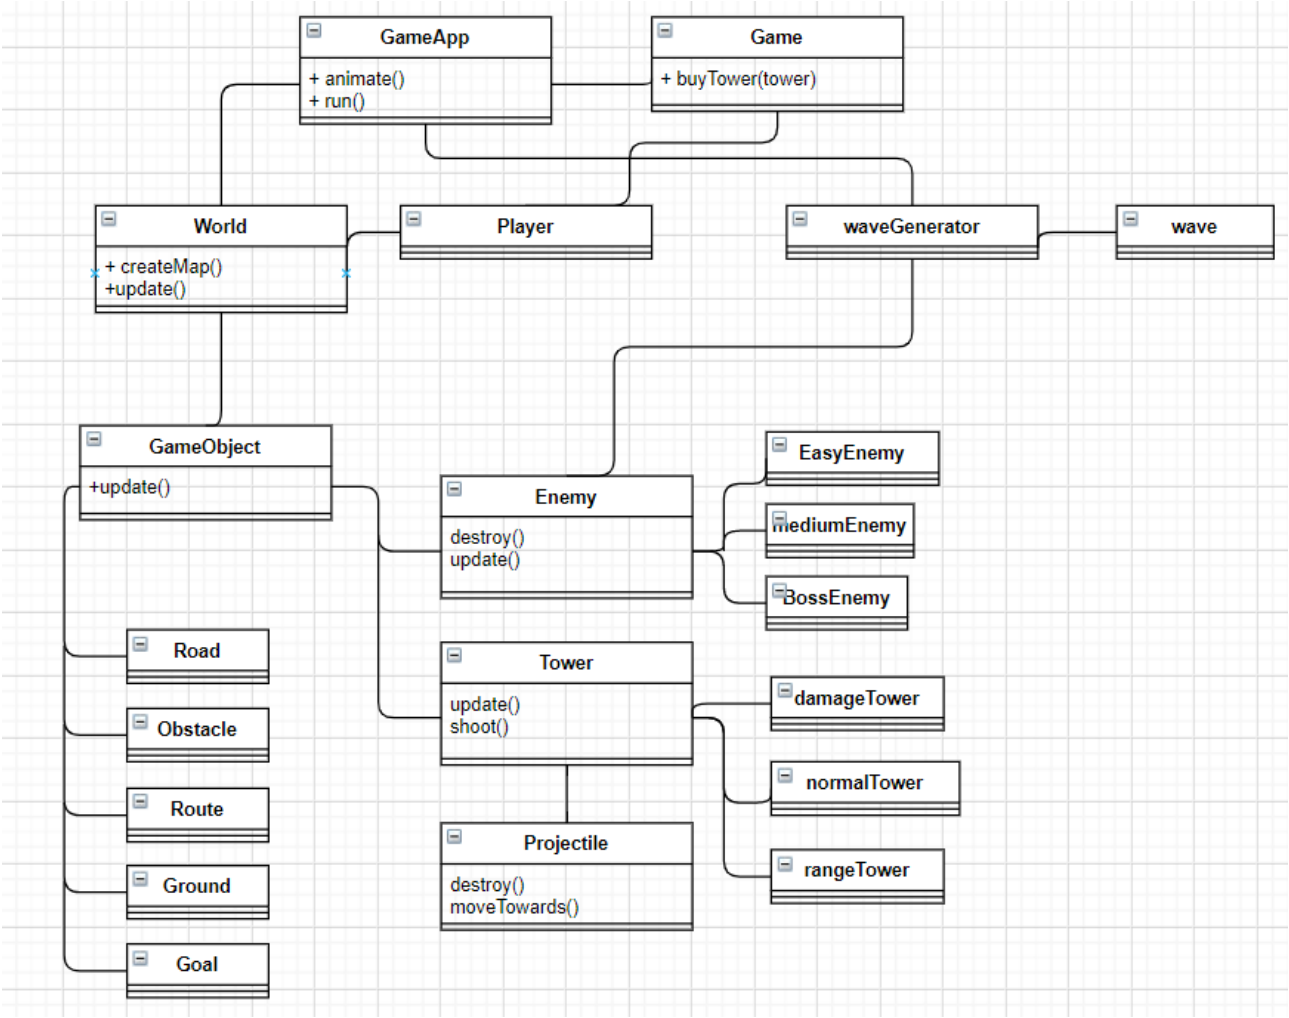 GameApp
+ animate()
+ run()
Game
+ buyTower(tower)
World
+ createMap()
+update()
Player
waveGenerator
wave
GameObject
+update()
Enemy
destroy()
update()
EasyEnemy
mediumEnemy
BossEnemy
Road
Obstacle
Route
Ground
Goal
Tower
update()
shoot()
damageTower
normalTower
rangeTower
Projectile
destroy()
moveTowards()